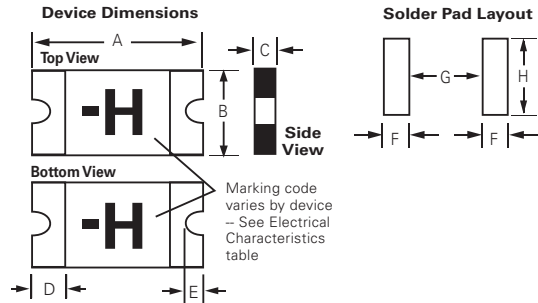 Device Dimensions
A
Top View
-H
B
C
Side
View
Bottom View
-H
Marking code
varies by device
-- See Electrical
Characteristics
table
D
E
Solder Pad Layout
G
H
F
F